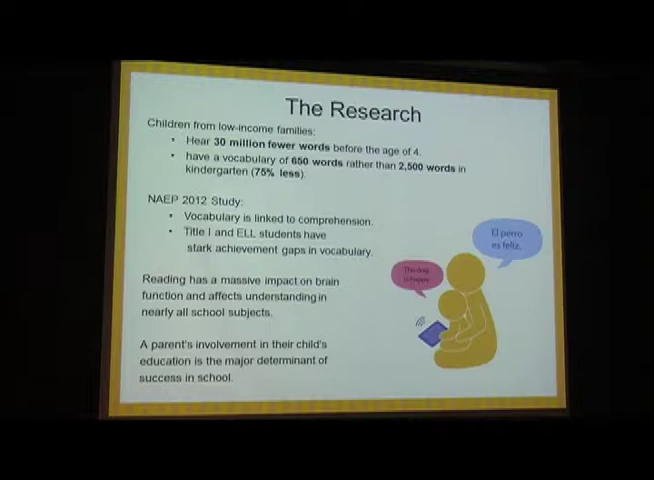 The Research
Children from low-income families:
• Hear 30 million fewer words before the age of 4.
• have a vocabulary of 650 words rather than 2,500 words in
kindergarten (75% less).
NAEP 2012 Study:
• Vocabulary is linked to comprehension.
• Title I and ELL students have
stark achievement gaps in vocabulary.
El perro
es feliz.
The dog
is happy.
Reading has a massive impact on brain
function and affects understanding in
nearly all school subjects.
A parent's involvement in their child's
education is the major determinant of
success in school.